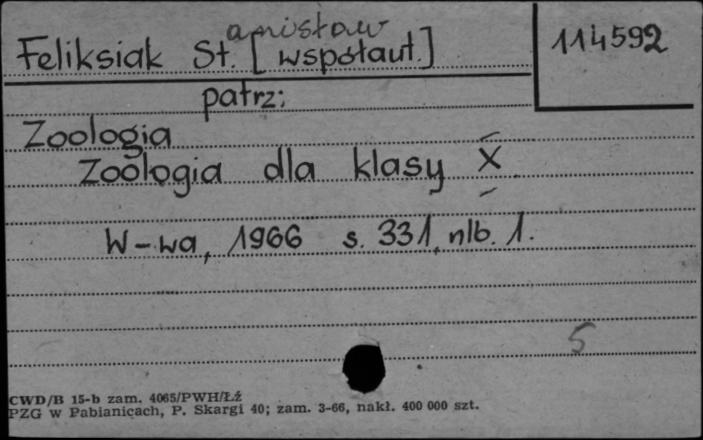 anisław
Feliksiak St. [współaut.]
114592
patrz:
Zoologia
Zoologia dla klasy X
W-wa, 1966 s. 331, nlb. 1.
5
CWD/B 15-b zam. 4065/PWH/Łź
PZG w Pabianicach, P. Skargi 40; zam. 3-66, nakł. 400 000 szt.